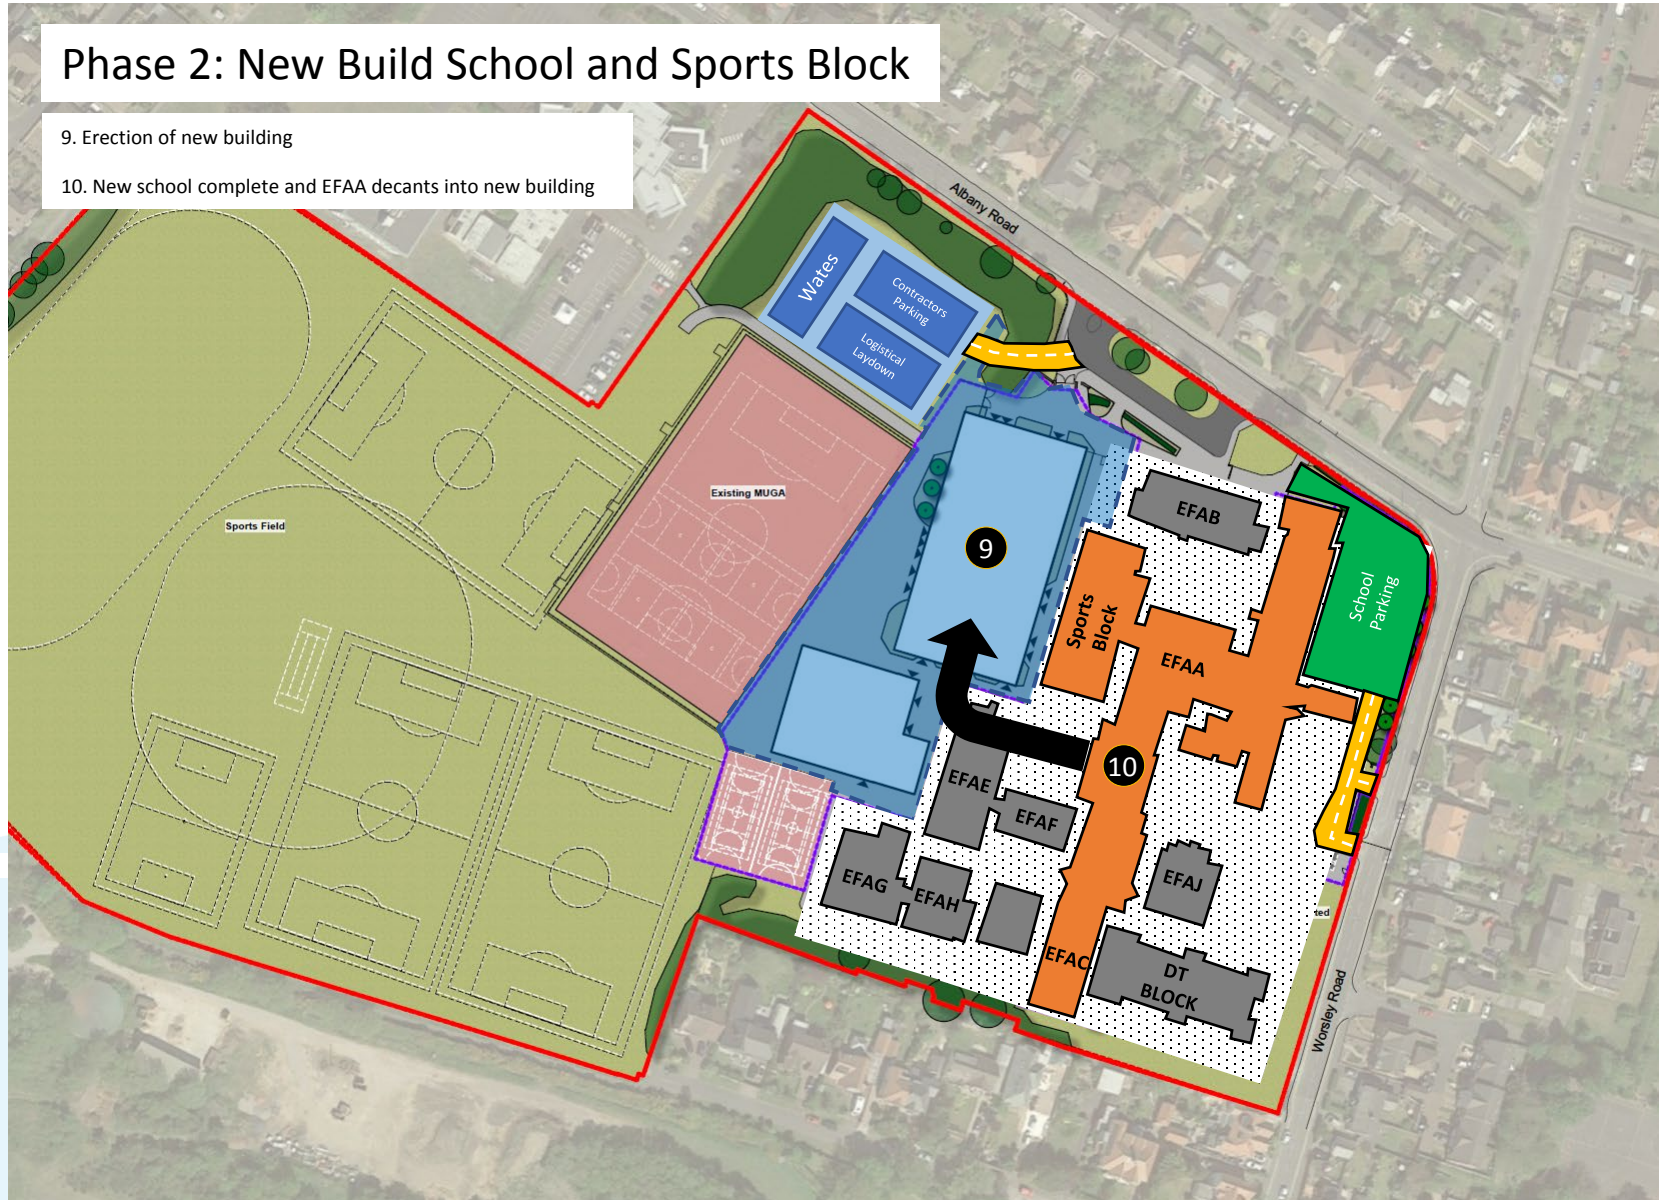 Phase 2: New Build School and Sports Block
9. Erection of new building
10. New school complete and EFAA decants into new building
Albany Road
Wates
Contractors
Parking
Logistical
Laydown
Existing MUGA
Sports Field
EFAB
9
School
Parking
Sports
Block
EFAA
10
EFAE
EFAF
EFAG
EFAH
EFAJ
ted
EFAC
DT
BLOCK
Worsley Road